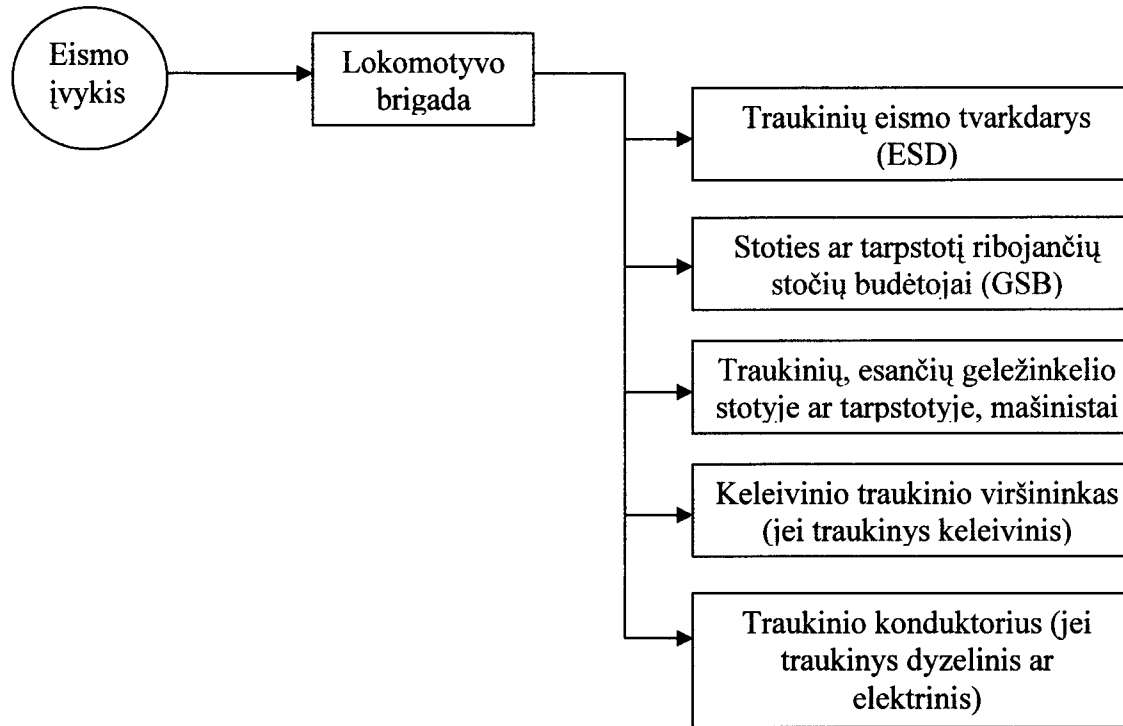 Eismo
įvykis
Lokomotyvo
brigada
Traukinių eismo tvarkdarys
(ESD)
Stoties ar tarpstotį ribojančių
stočių budėtojai (GSB)
Traukinių, esančių geležinkelio
stotyje ar tarpstotyje, mašinistai
Keleivinio traukinio viršininkas
(jei traukinys keleivinis)
Traukinio konduktorius (jei
traukinys dyzelinis ar
elektrinis)